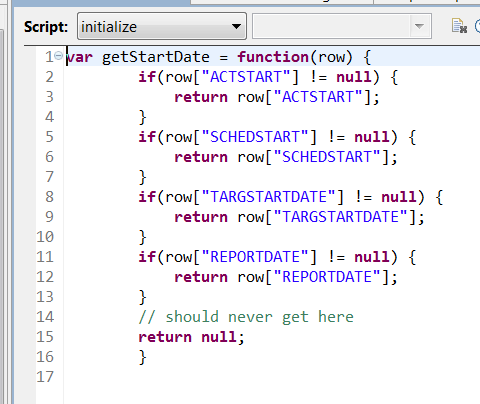 Script: initialize
1 var getStartDate = function(row) {
2 if(row["ACTSTART"] != null) {
3 return row["ACTSTART"];
4 }
5 if(row["SCHEDSTART"] != null) {
6 return row["SCHEDSTART"];
7 }
8 if(row["TARGSTARTDATE"] != null) {
9 return row["TARGSTARTDATE"];
10 }
11 if(row["REPORTDATE"] != null) {
12 return row["REPORTDATE"];
13 }
14 // should never get here
15 return null;
16 }
17